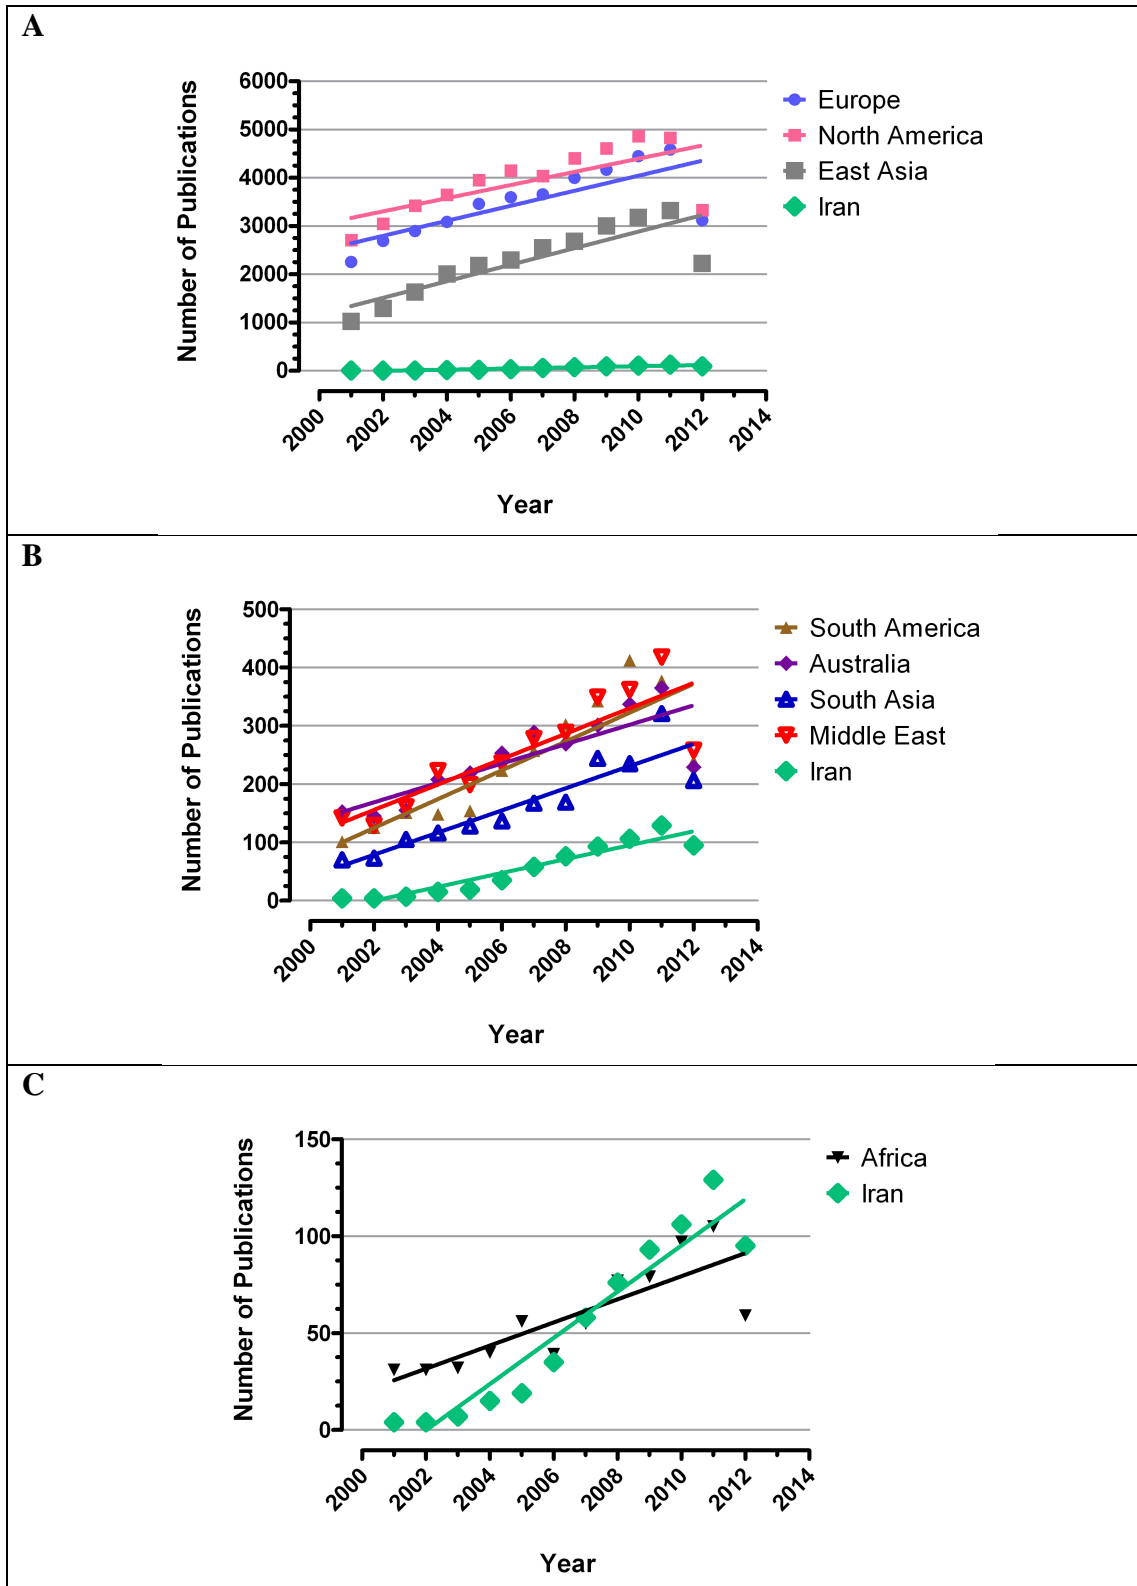 A
Number of Publications
6000
5000
4000
3000
2000
1000
0
2000
2002
2004
2006
2008
2010
2012
2014
Year
Europe
North America
East Asia
Iran
B
Number of Publications
500
400
300
200
100
0
2000
2002
2004
2006
2008
2010
2012
2014
Year
South America
Australia
South Asia
Middle East
Iran
C
Number of Publications
150
100
50
0
2000
2002
2004
2006
2008
2010
2012
2014
Year
Africa
Iran